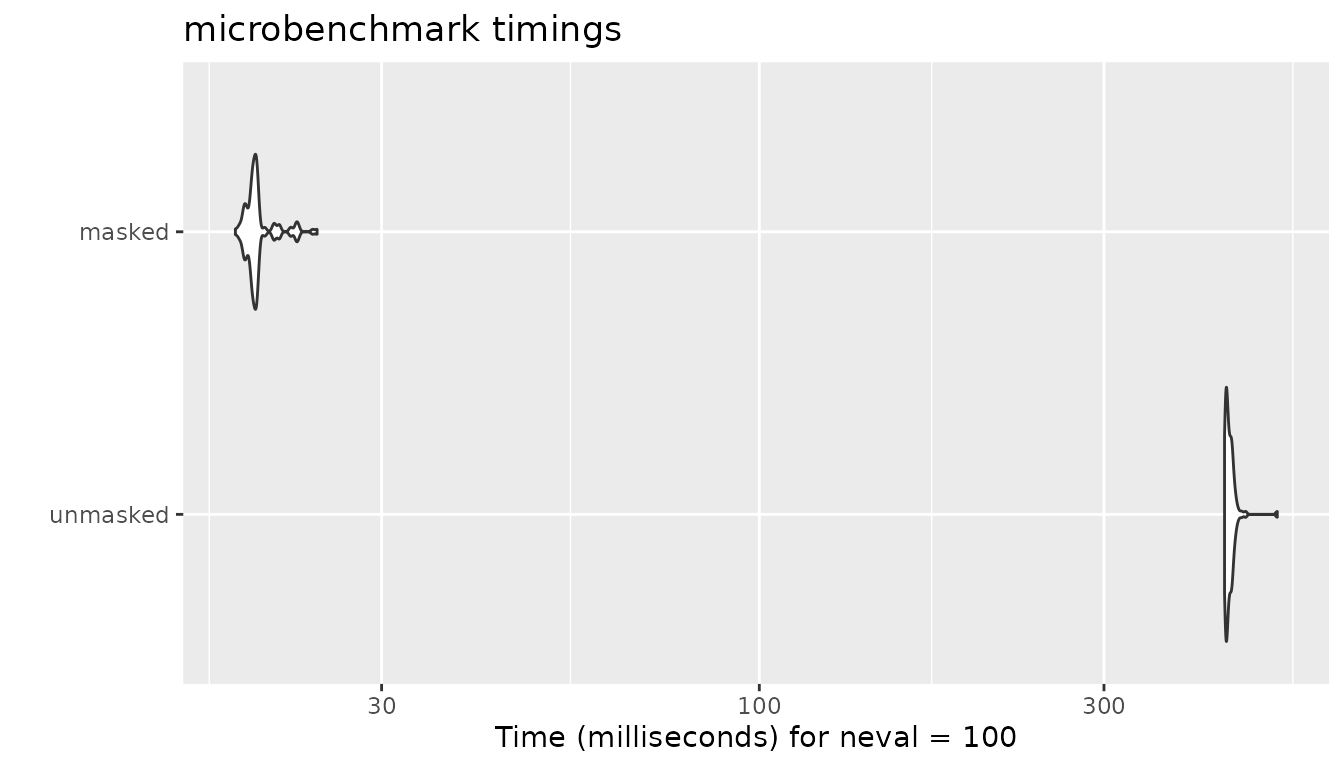 microbenchmark timings
masked
unmasked
30 100 300
Time (milliseconds) for neval = 100